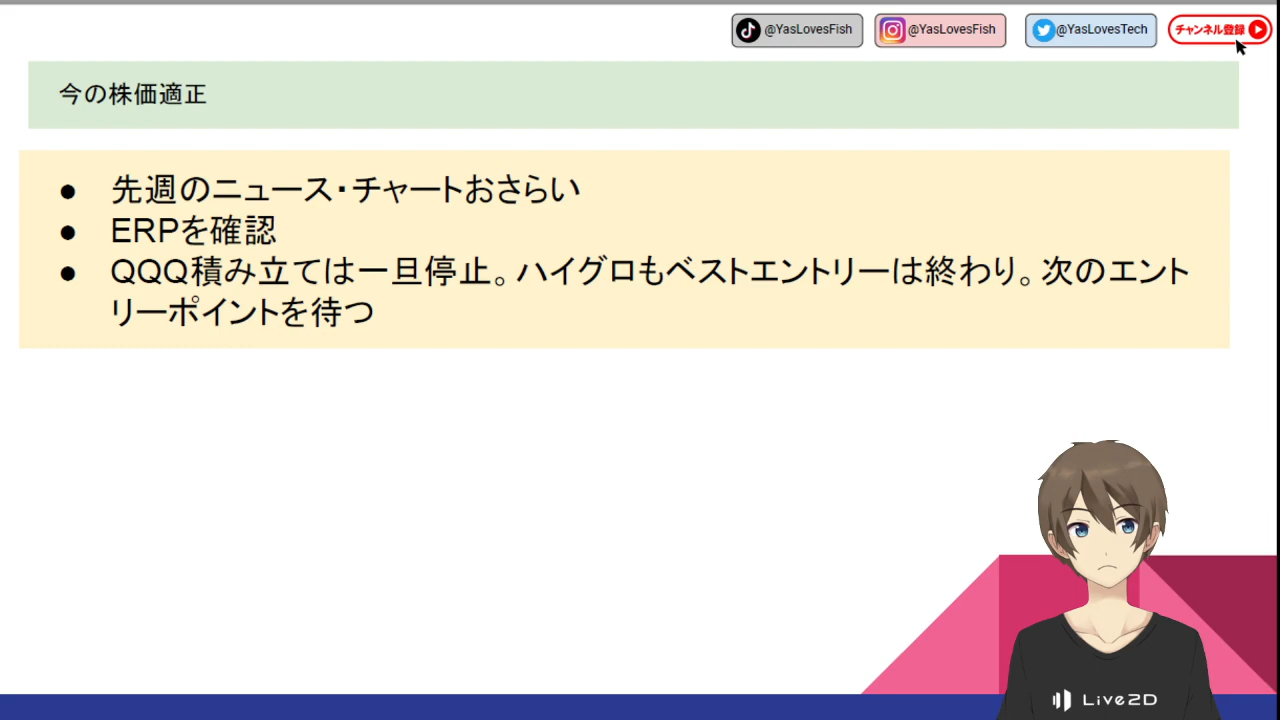 @YasLovesFish @YasLovesFish @YasLovesTech チャンネル登録
今の株価適正
● 先週のニュース・チャートおさらい
● ERPを確認
● QQQ積み立ては一旦停止。ハイグロもベストエントリーは終わり。次のエント
リーポイントを待つ
Live2D